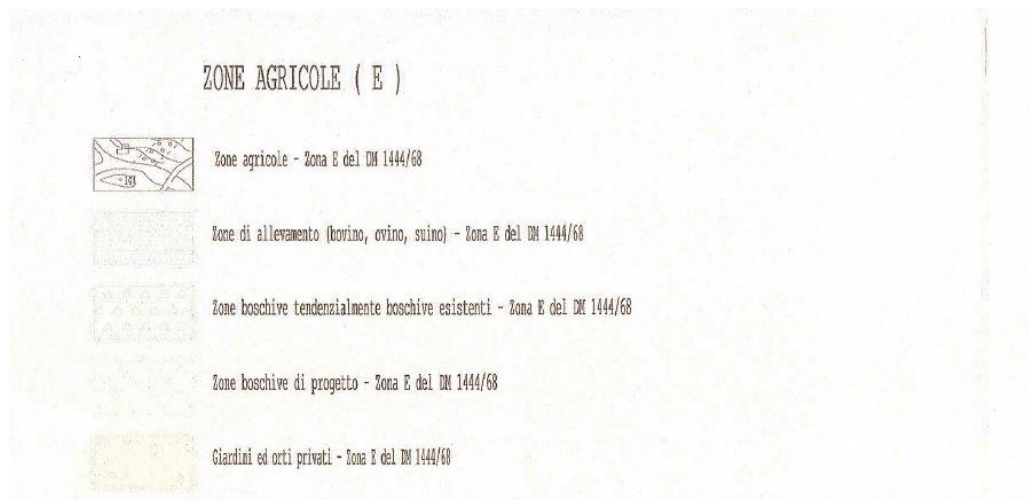 ZONE AGRICOLE ( E )
Zone agricole - Zona E del DM 1444/68
Zone di allevamento (bovino, ovino, suino) - Zona E del DM 1444/68
Zone boschive tendenzialmente boschive esistenti - Zona E del DM 1444/68
Zone boschive di progetto - Zona E del DM 1444/68
Giardini ed orti privati - Zona E del DM 1444/68